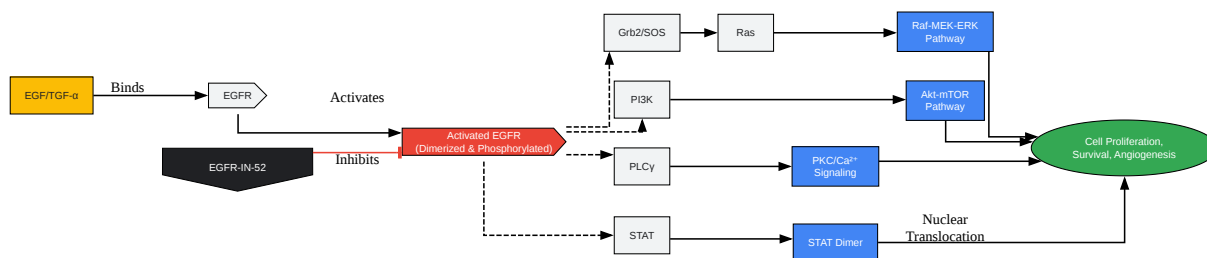 Grb2/SOS
Ras
Raf-MEK-ERK
Pathway
EGF/TGF-α
Binds
EGFR
Activates
PI3K
Akt-mTOR
Pathway
Activated EGFR
(Dimerized & Phosphorylated)
Cell Proliferation,
Survival, Angiogenesis
EGFR-IN-52
Inhibits
PLCγ
PKC/Ca²⁺
Signaling
STAT
STAT Dimer
Nuclear
Translocation